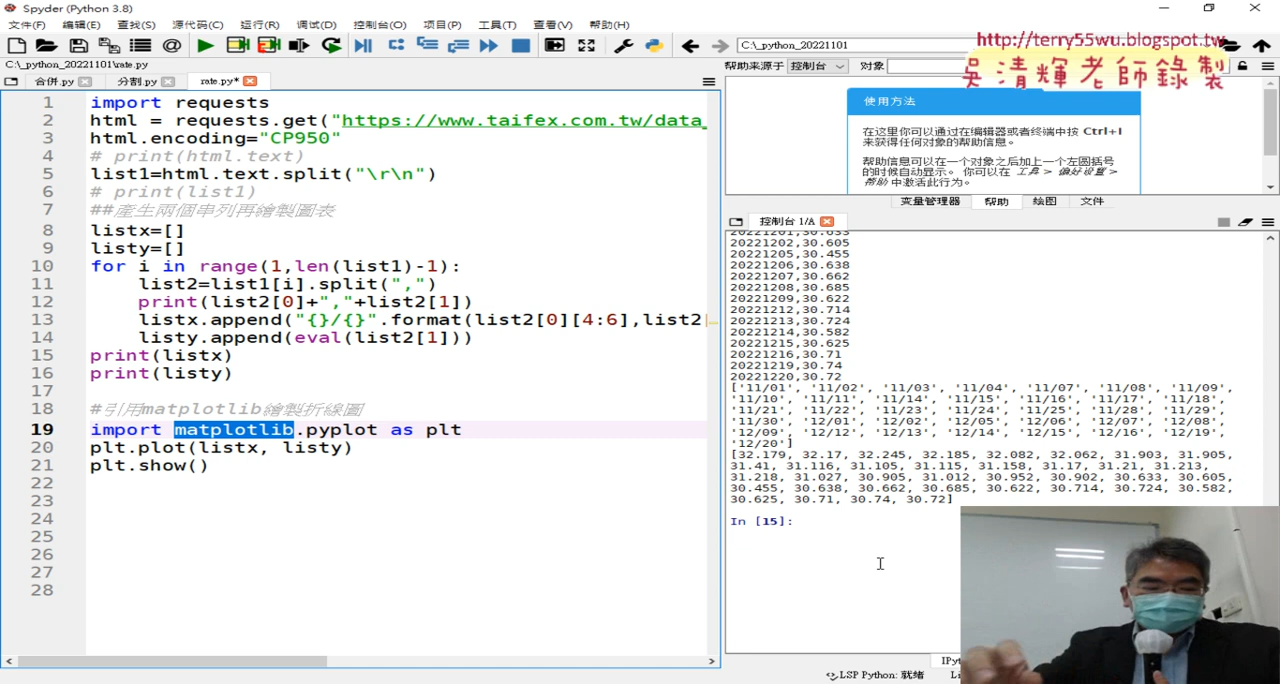 Spyder (Python 3.8)
文件(F) 编辑(E) 查找(S) 源代码(C) 运行(R) 调试(D) 控制台(O) 项目(P) 工具(T) 查看(V) 帮助(H)
C:\_python_20221101
http://terry55wu.blogspot.tw
吳清輝老師錄製
C:\_python_20221101\rate.py
合併.py 分割.py rate.py*
1 import requests
2 html = requests.get("https://www.taifex.com.tw/data_
3 html.encoding="CP950"
4 # print(html.text)
5 list1=html.text.split("\r\n")
6 # print(list1)
7 ##產生兩個串列再繪製圖表
8 listx=[]
9 listy=[]
10 for i in range(1,len(list1)-1):
11 list2=list1[i].split(",")
12 print(list2[0]+","+list2[1])
13 listx.append("{}/{}".format(list2[0][4:6],list2[
14 listy.append(eval(list2[1]))
15 print(listx)
16 print(listy)
17
18 #引用matplotlib繪製折線圖
19 import matplotlib.pyplot as plt
20 plt.plot(listx, listy)
21 plt.show()
22
23
24
25
26
27
28
帮助来源于 控制台 对象
使用方法
在这里你可以通过在编辑器或者终端中按 Ctrl+I
来获得任何对象的帮助信息。
帮助信息可以在一个对象之后加上一个左圆括号
的时候自动显示。 你可以在 工具 > 偏好设置 >
帮助 中激活此行为。
变量管理器 帮助 绘图 文件
控制台 1/A
20221201,30.633
20221202,30.605
20221205,30.455
20221206,30.638
20221207,30.662
20221208,30.685
20221209,30.622
20221212,30.714
20221213,30.724
20221214,30.582
20221215,30.625
20221216,30.71
20221219,30.74
20221220,30.72
['11/01', '11/02', '11/03', '11/04', '11/07', '11/08', '11/09',
'11/10', '11/11', '11/14', '11/15', '11/16', '11/17', '11/18',
'11/21', '11/22', '11/23', '11/24', '11/25', '11/28', '11/29',
'11/30', '12/01', '12/02', '12/05', '12/06', '12/07', '12/08',
'12/09', '12/12', '12/13', '12/14', '12/15', '12/16', '12/19',
'12/20']
[32.179, 32.17, 32.245, 32.185, 32.082, 32.062, 31.903, 31.905,
31.41, 31.116, 31.105, 31.115, 31.158, 31.17, 31.21, 31.213,
31.218, 31.027, 30.905, 31.012, 30.952, 30.902, 30.633, 30.605,
30.455, 30.638, 30.662, 30.685, 30.622, 30.714, 30.724, 30.582,
30.625, 30.71, 30.74, 30.72]
In [15]:
LSP Python: 就绪